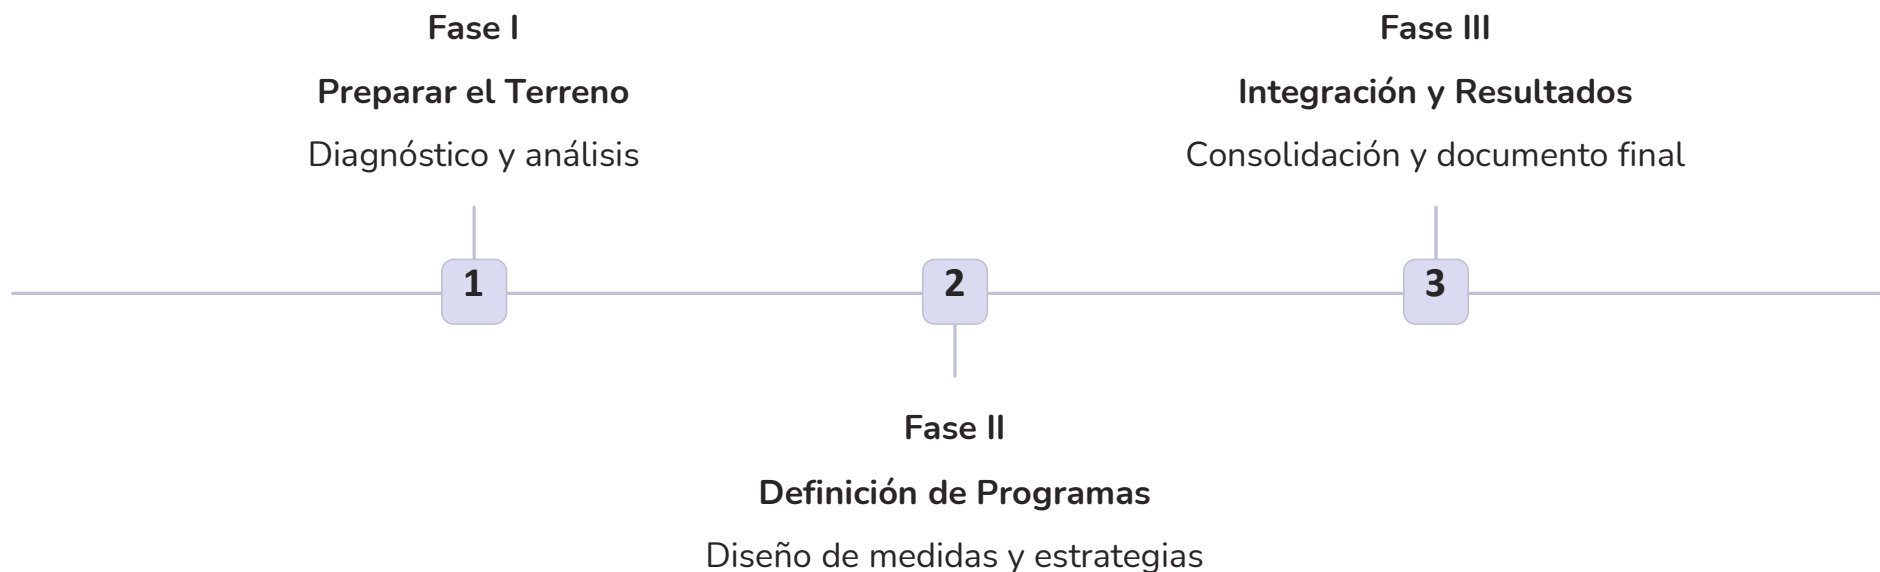 Fase I
Preparar el Terreno
Diagnóstico y análisis
1
2
Fase II
Definición de Programas
Diseño de medidas y estrategias
Fase III
Integración y Resultados
Consolidación y documento final
3